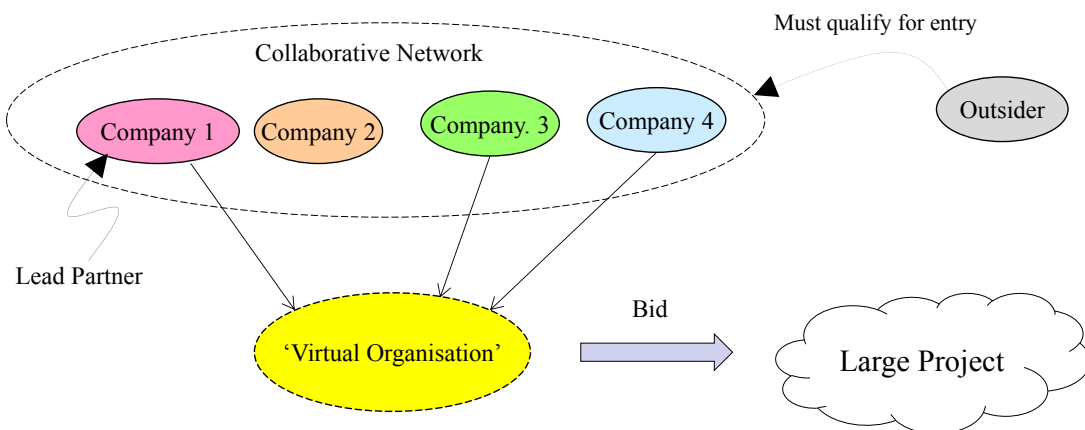 Must qualify for entry
Collaborative Network
Company 1
Company 2
Company. 3
Company 4
Outsider
Lead Partner
‘Virtual Organisation’
Bid
Large Project